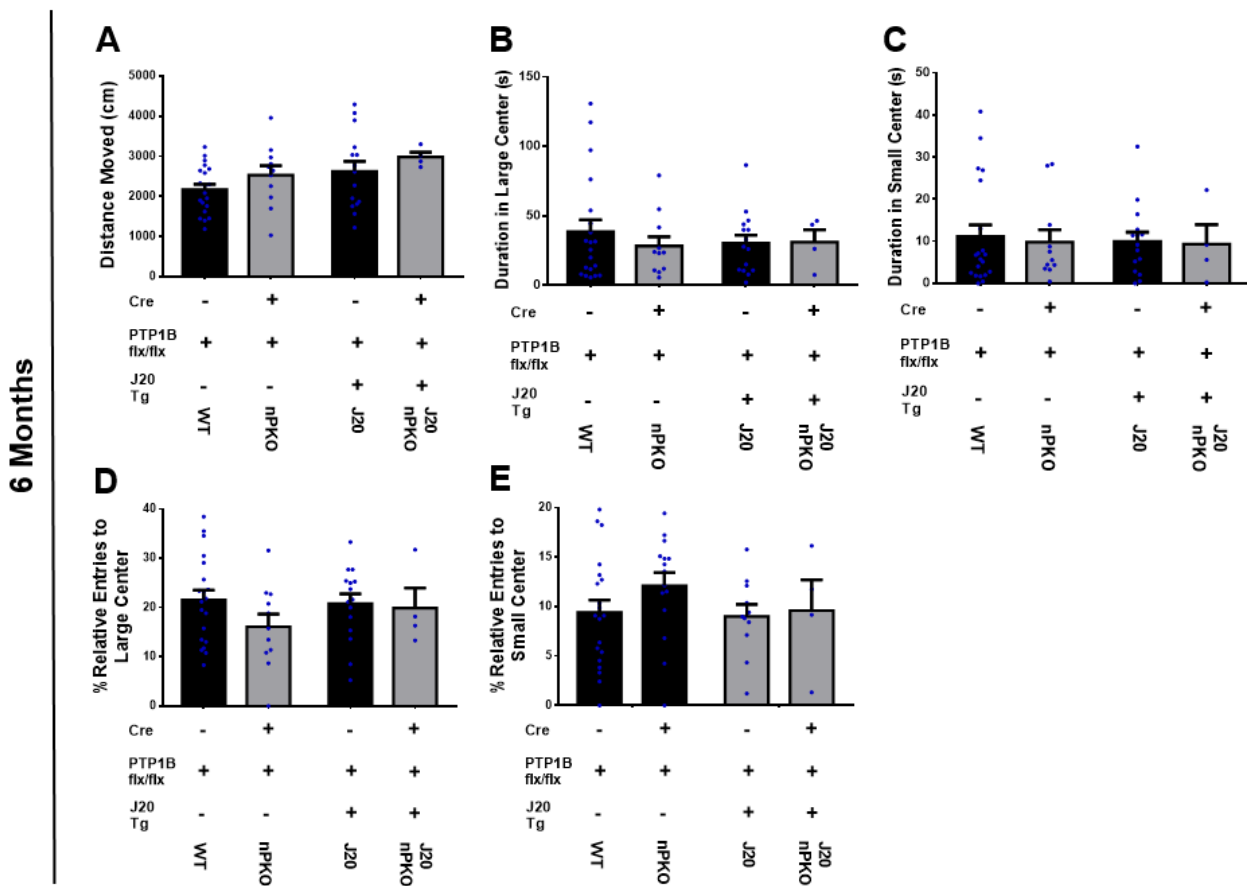 6 Months
A
Distance Moved (cm)
5000
4000
3000
2000
1000
0
Cre - + - +
PTP1B
flx/flx + + + +
J20
Tg - - + +
WT nPKO J20 J20
nPKO
B
Duration in Large Center (s)
150
100
50
0
Cre - + - +
PTP1B
flx/flx + + + +
J20
Tg - - + +
WT nPKO J20 J20
nPKO
C
Duration in Small Center (s)
50
40
30
20
10
0
Cre - + - +
PTP1B
flx/flx + + + +
J20
Tg - - + +
WT nPKO J20 J20
nPKO
D
% Relative Entries to
Large Center
40
30
20
10
0
Cre - + - +
PTP1B
flx/flx + + + +
J20
Tg - - + +
WT nPKO J20 J20
nPKO
E
% Relative Entries to
Small Center
20
15
10
5
0
Cre - + - +
PTP1B
flx/flx + + + +
J20
Tg - - + +
WT nPKO J20 J20
nPKO